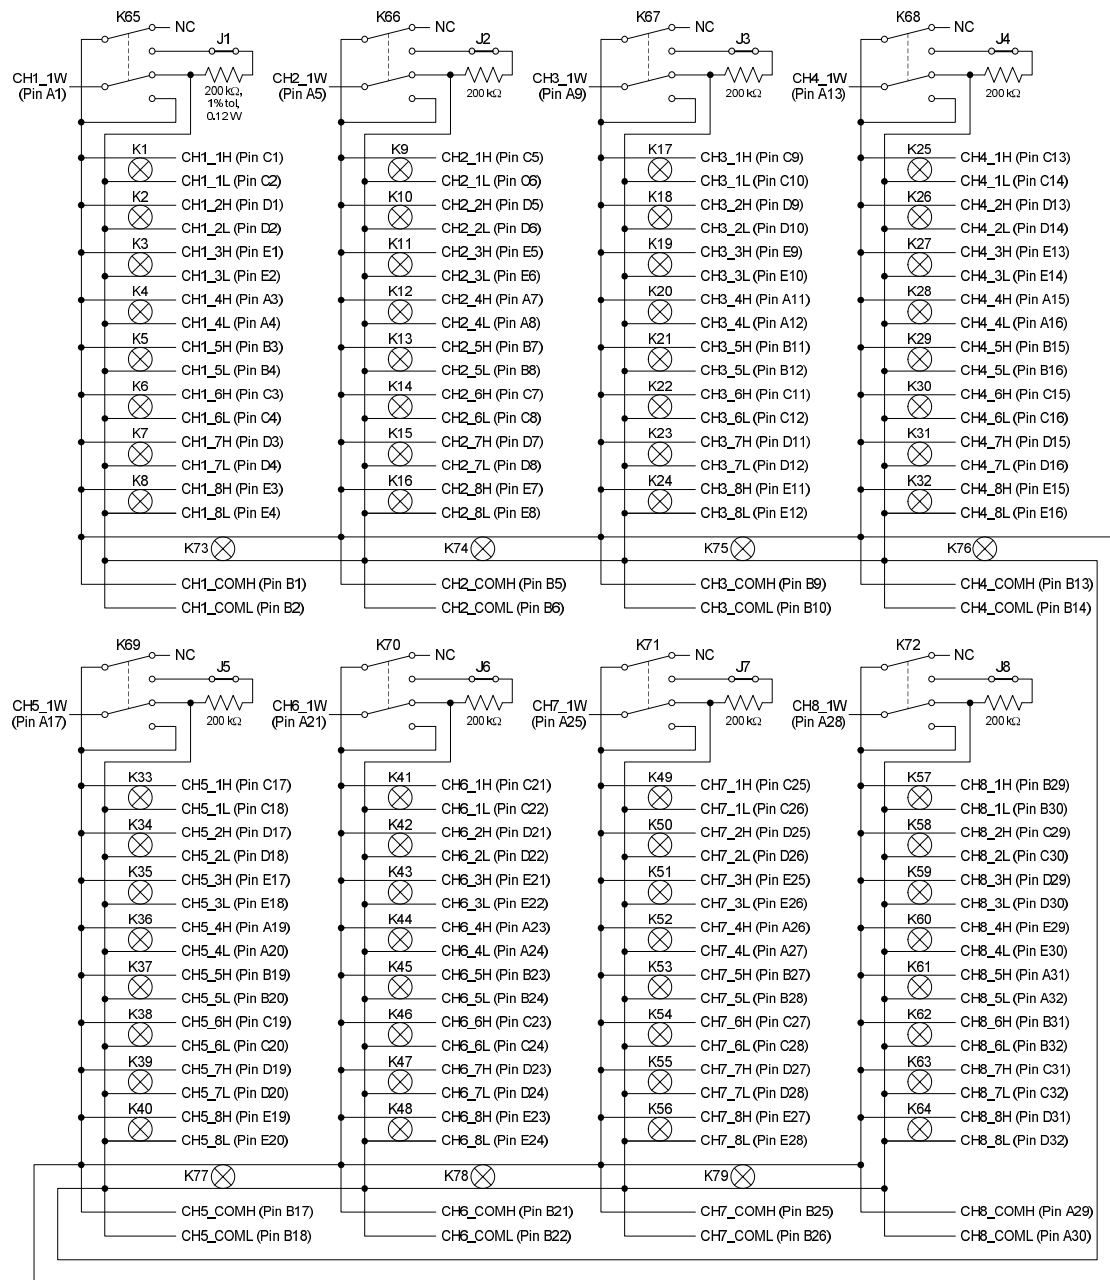 K65
NC
J1
CH1_1W
(Pin A1)
200 kΩ,
1% tol,
0.12 W
K1
CH1_1H (Pin C1)
CH1_1L (Pin C2)
K2
CH1_2H (Pin D1)
CH1_2L (Pin D2)
K3
CH1_3H (Pin E1)
CH1_3L (Pin E2)
K4
CH1_4H (Pin A3)
CH1_4L (Pin A4)
K5
CH1_5H (Pin B3)
CH1_5L (Pin B4)
K6
CH1_6H (Pin C3)
CH1_6L (Pin C4)
K7
CH1_7H (Pin D3)
CH1_7L (Pin D4)
K8
CH1_8H (Pin E3)
CH1_8L (Pin E4)
K73
CH1_COMH (Pin B1)
CH1_COML (Pin B2)
K66
NC
J2
CH2_1W
(Pin A5)
200 kΩ
K9
CH2_1H (Pin C5)
CH2_1L (Pin C6)
K10
CH2_2H (Pin D5)
CH2_2L (Pin D6)
K11
CH2_3H (Pin E5)
CH2_3L (Pin E6)
K12
CH2_4H (Pin A7)
CH2_4L (Pin A8)
K13
CH2_5H (Pin B7)
CH2_5L (Pin B8)
K14
CH2_6H (Pin C7)
CH2_6L (Pin C8)
K15
CH2_7H (Pin D7)
CH2_7L (Pin D8)
K16
CH2_8H (Pin E7)
CH2_8L (Pin E8)
K74
CH2_COMH (Pin B5)
CH2_COML (Pin B6)
K67
NC
J3
CH3_1W
(Pin A9)
200 kΩ
K17
CH3_1H (Pin C9)
CH3_1L (Pin C10)
K18
CH3_2H (Pin D9)
CH3_2L (Pin D10)
K19
CH3_3H (Pin E9)
CH3_3L (Pin E10)
K20
CH3_4H (Pin A11)
CH3_4L (Pin A12)
K21
CH3_5H (Pin B11)
CH3_5L (Pin B12)
K22
CH3_6H (Pin C11)
CH3_6L (Pin C12)
K23
CH3_7H (Pin D11)
CH3_7L (Pin D12)
K24
CH3_8H (Pin E11)
CH3_8L (Pin E12)
K75
CH3_COMH (Pin B9)
CH3_COML (Pin B10)
K68
NC
J4
CH4_1W
(Pin A13)
200 kΩ
K25
CH4_1H (Pin C13)
CH4_1L (Pin C14)
K26
CH4_2H (Pin D13)
CH4_2L (Pin D14)
K27
CH4_3H (Pin E13)
CH4_3L (Pin E14)
K28
CH4_4H (Pin A15)
CH4_4L (Pin A16)
K29
CH4_5H (Pin B15)
CH4_5L (Pin B16)
K30
CH4_6H (Pin C15)
CH4_6L (Pin C16)
K31
CH4_7H (Pin D15)
CH4_7L (Pin D16)
K32
CH4_8H (Pin E15)
CH4_8L (Pin E16)
K76
CH4_COMH (Pin B13)
CH4_COML (Pin B14)
K69
NC
J5
CH5_1W
(Pin A17)
200 kΩ
K33
CH5_1H (Pin C17)
CH5_1L (Pin C18)
K34
CH5_2H (Pin D17)
CH5_2L (Pin D18)
K35
CH5_3H (Pin E17)
CH5_3L (Pin E18)
K36
CH5_4H (Pin A19)
CH5_4L (Pin A20)
K37
CH5_5H (Pin B19)
CH5_5L (Pin B20)
K38
CH5_6H (Pin C19)
CH5_6L (Pin C20)
K39
CH5_7H (Pin D19)
CH5_7L (Pin D20)
K40
CH5_8H (Pin E19)
CH5_8L (Pin E20)
K77
CH5_COMH (Pin B17)
CH5_COML (Pin B18)
K70
NC
J6
CH6_1W
(Pin A21)
200 kΩ
K41
CH6_1H (Pin C21)
CH6_1L (Pin C22)
K42
CH6_2H (Pin D21)
CH6_2L (Pin D22)
K43
CH6_3H (Pin E21)
CH6_3L (Pin E22)
K44
CH6_4H (Pin A23)
CH6_4L (Pin A24)
K45
CH6_5H (Pin B23)
CH6_5L (Pin B24)
K46
CH6_6H (Pin C23)
CH6_6L (Pin C24)
K47
CH6_7H (Pin D23)
CH6_7L (Pin D24)
K48
CH6_8H (Pin E23)
CH6_8L (Pin E24)
K78
CH6_COMH (Pin B21)
CH6_COML (Pin B22)
K71
NC
J7
CH7_1W
(Pin A25)
200 kΩ
K49
CH7_1H (Pin C25)
CH7_1L (Pin C26)
K50
CH7_2H (Pin D25)
CH7_2L (Pin D26)
K51
CH7_3H (Pin E25)
CH7_3L (Pin E26)
K52
CH7_4H (Pin A26)
CH7_4L (Pin A27)
K53
CH7_5H (Pin B27)
CH7_5L (Pin B28)
K54
CH7_6H (Pin C27)
CH7_6L (Pin C28)
K55
CH7_7H (Pin D27)
CH7_7L (Pin D28)
K56
CH7_8H (Pin E27)
CH7_8L (Pin E28)
K79
CH7_COMH (Pin B25)
CH7_COML (Pin B26)
K72
NC
J8
CH8_1W
(Pin A28)
200 kΩ
K57
CH8_1H (Pin B29)
CH8_1L (Pin B30)
K58
CH8_2H (Pin C29)
CH8_2L (Pin C30)
K59
CH8_3H (Pin D29)
CH8_3L (Pin D30)
K60
CH8_4H (Pin E29)
CH8_4L (Pin E30)
K61
CH8_5H (Pin A31)
CH8_5L (Pin A32)
K62
CH8_6H (Pin B31)
CH8_6L (Pin B32)
K63
CH8_7H (Pin C31)
CH8_7L (Pin C32)
K64
CH8_8H (Pin D31)
CH8_8L (Pin D32)
CH8_COMH (Pin A29)
CH8_COML (Pin A30)